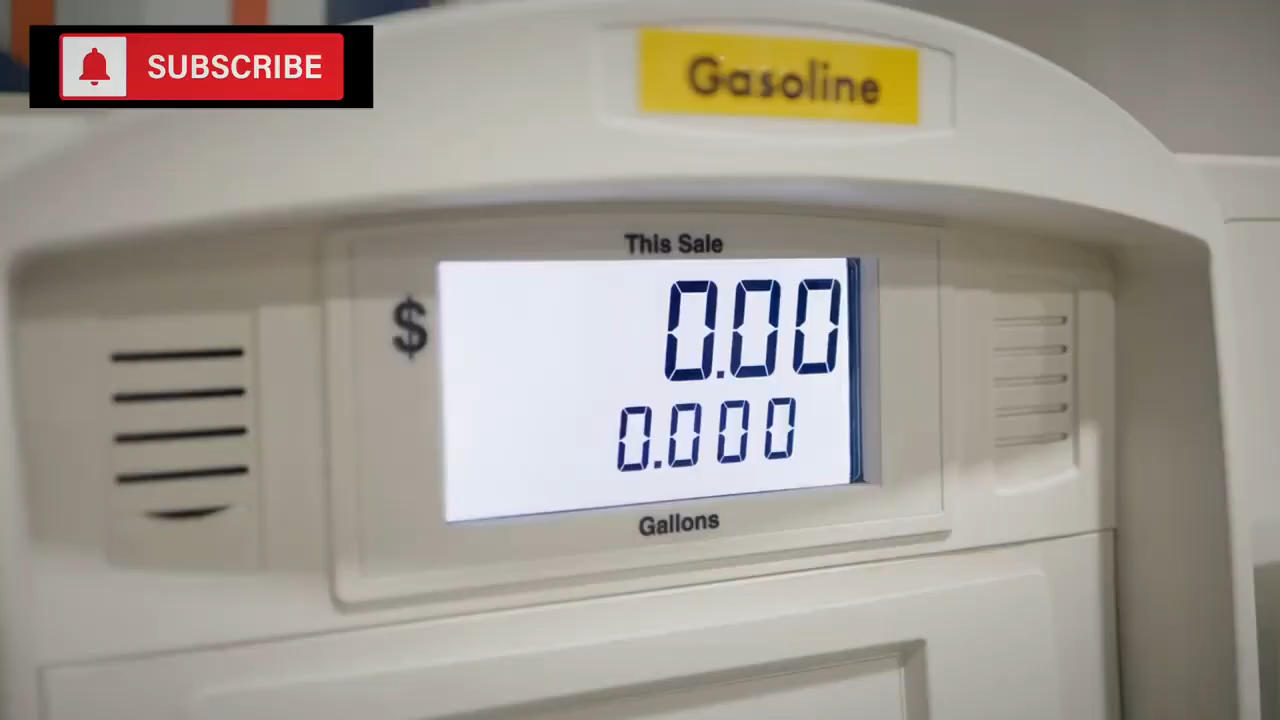 SUBSCRIBE
Gasoline
This Sale
$ 0.00
0.000
Gallons